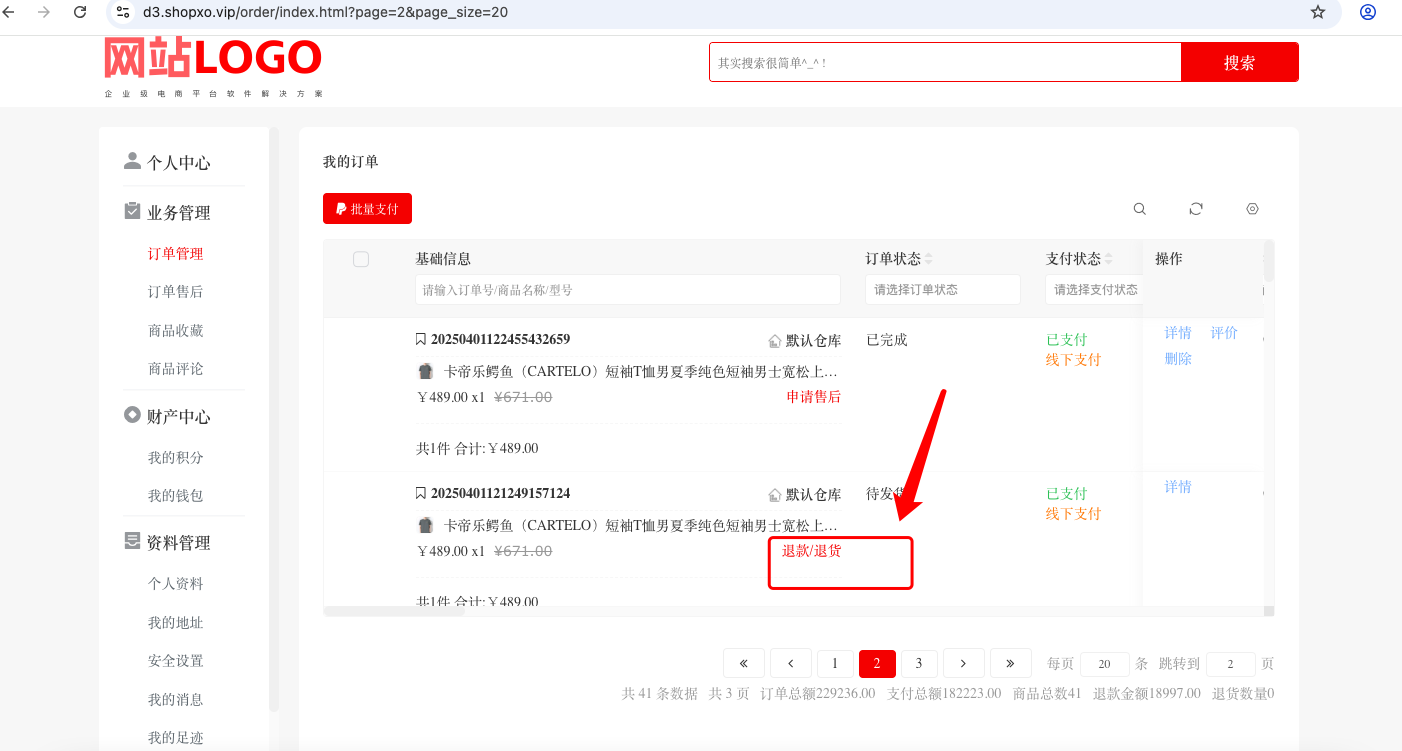 d3.shopxo.vip/order/index.html?page=2&page_size=20
网站LOGO
企业级电商平台软件解决方案
其实搜索很简单^_^ !
搜索
个人中心
业务管理
订单管理
订单售后
商品收藏
商品评论
财产中心
我的积分
我的钱包
资料管理
个人资料
我的地址
安全设置
我的消息
我的足迹
我的订单
批量支付
基础信息 订单状态 支付状态 操作
请输入订单号/商品名称/型号 请选择订单状态 请选择支付状态
20250401122455432659 默认仓库 已完成 已支付 详情 评价
卡帝乐鳄鱼（CARTELO）短袖T恤男夏季纯色短袖男士宽松上... 线下支付 删除
￥489.00 x1 ¥671.00 申请售后
共1件 合计:￥489.00
20250401121249157124 默认仓库 待发货 已支付 详情
卡帝乐鳄鱼（CARTELO）短袖T恤男夏季纯色短袖男士宽松上... 线下支付
￥489.00 x1 ¥671.00 退款/退货
共1件 合计:￥489.00
« ‹ 1 2 3 › » 每页 20 条 跳转到 2 页
共 41 条数据 共 3 页 订单总额229236.00 支付总额182223.00 商品总数41 退款金额18997.00 退货数量0